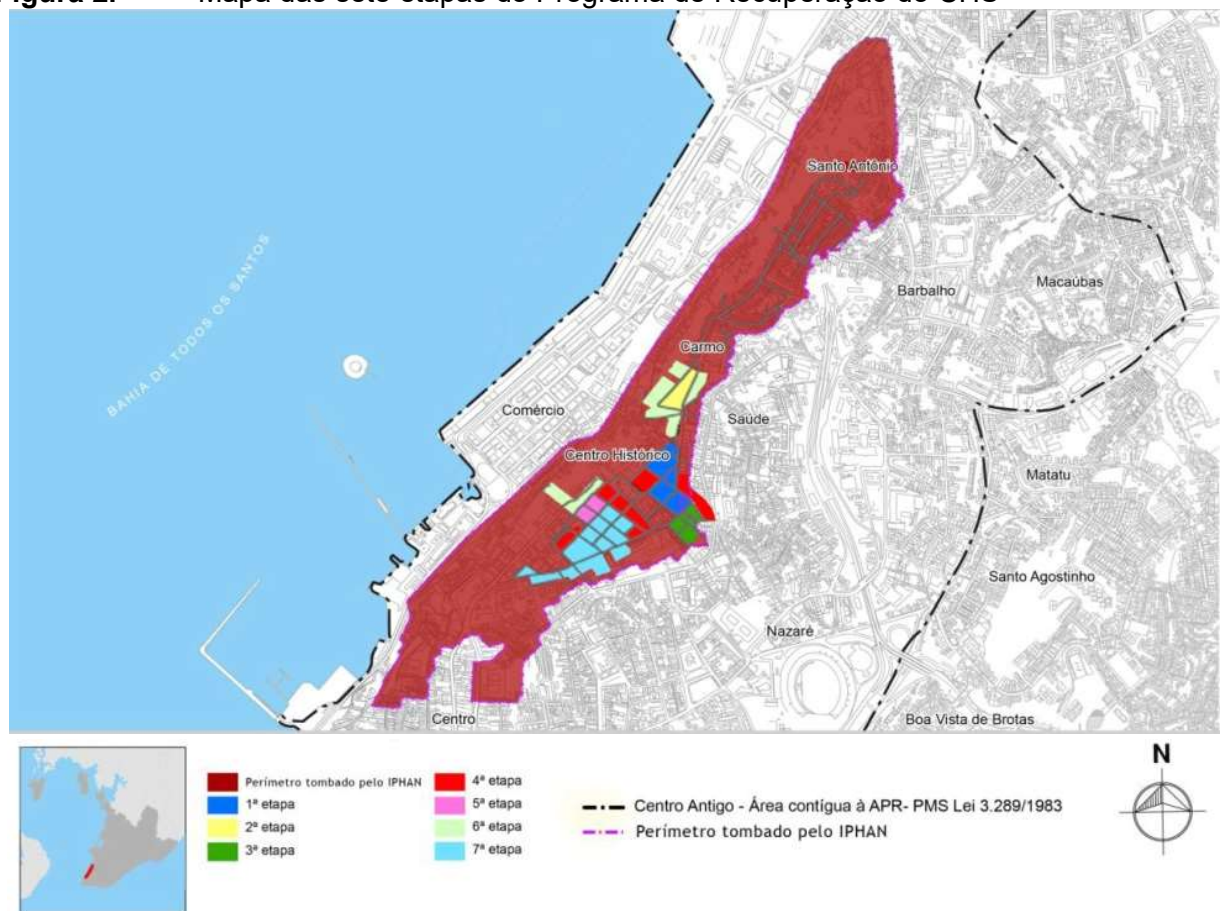 Figura 2. Mapa das sete etapas do Programa de Recuperação do CHS
Santo Antônio
Macaúbas
Barbalho
BAHIA DE TODOS OS SANTOS
Carmo
Comércio
Saúde
Centro Histórico
Matatu
Santo Agostinho
Nazaré
Centro
Boa Vista de Brotas
Perímetro tombado pelo IPHAN
1ª etapa
2ª etapa
3ª etapa
4ª etapa
5ª etapa
6ª etapa
7ª etapa
Centro Antigo - Área contígua à APR- PMS Lei 3.289/1983
Perímetro tombado pelo IPHAN
N